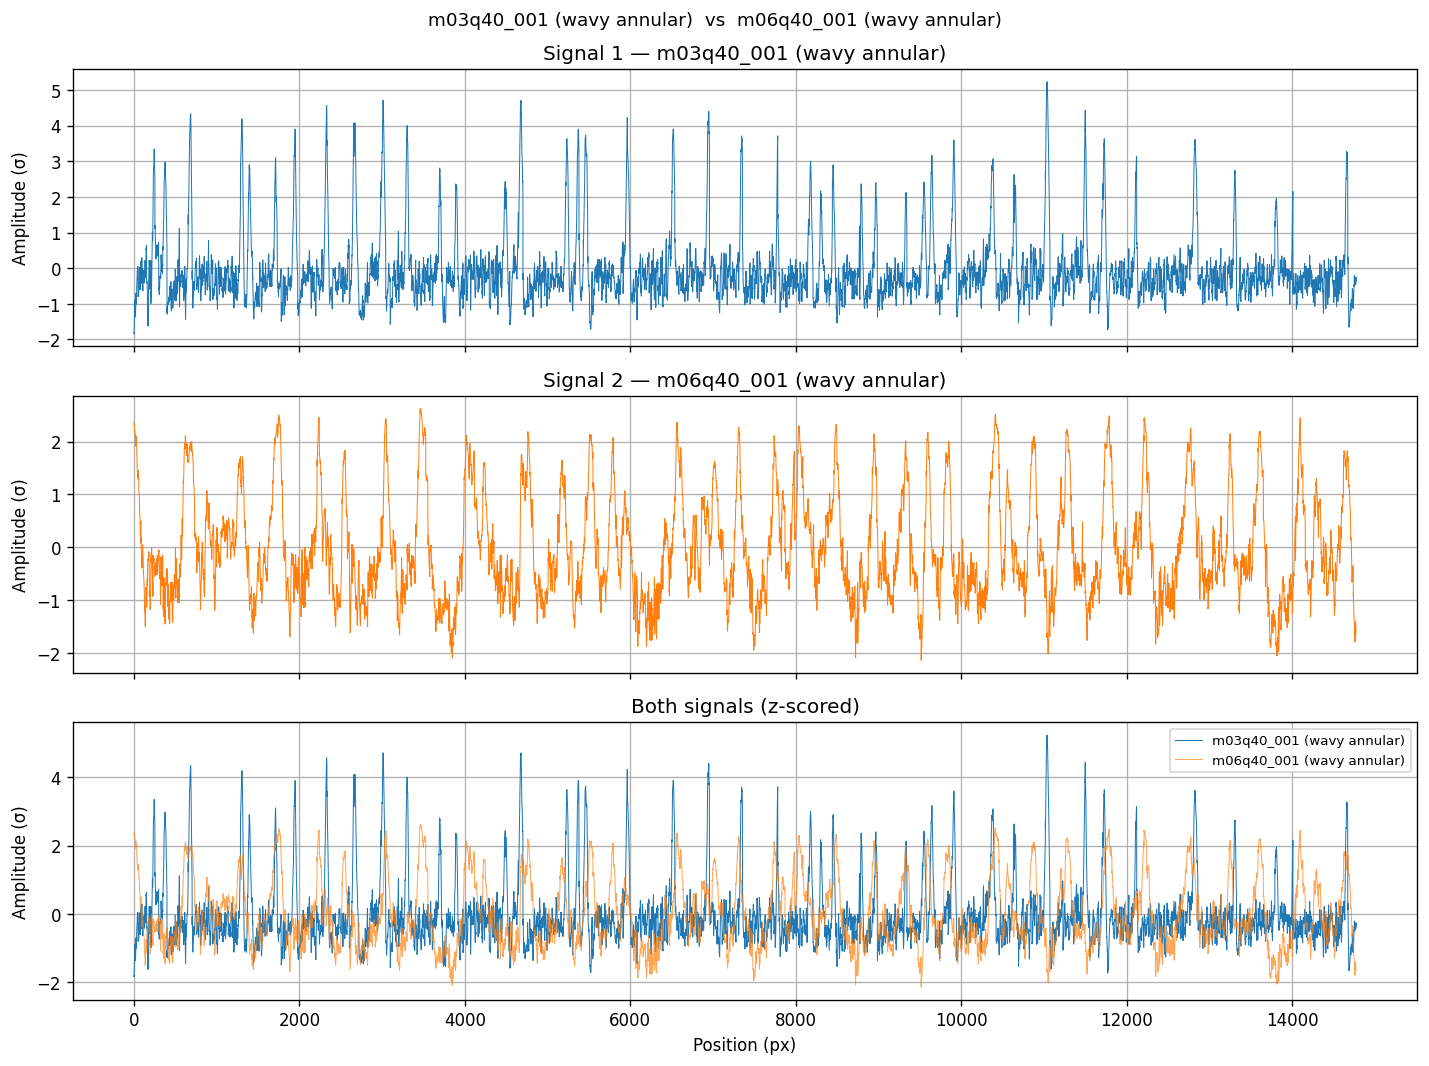 m03q40_001 (wavy annular)  vs  m06q40_001 (wavy annular)
Signal 1 — m03q40_001 (wavy annular)
Amplitude (σ)
5
4
3
2
1
0
−1
−2
Signal 2 — m06q40_001 (wavy annular)
Amplitude (σ)
2
1
0
−1
−2
Both signals (z-scored)
m03q40_001 (wavy annular)
m06q40_001 (wavy annular)
Amplitude (σ)
4
2
0
−2
0 2000 4000 6000 8000 10000 12000 14000
Position (px)